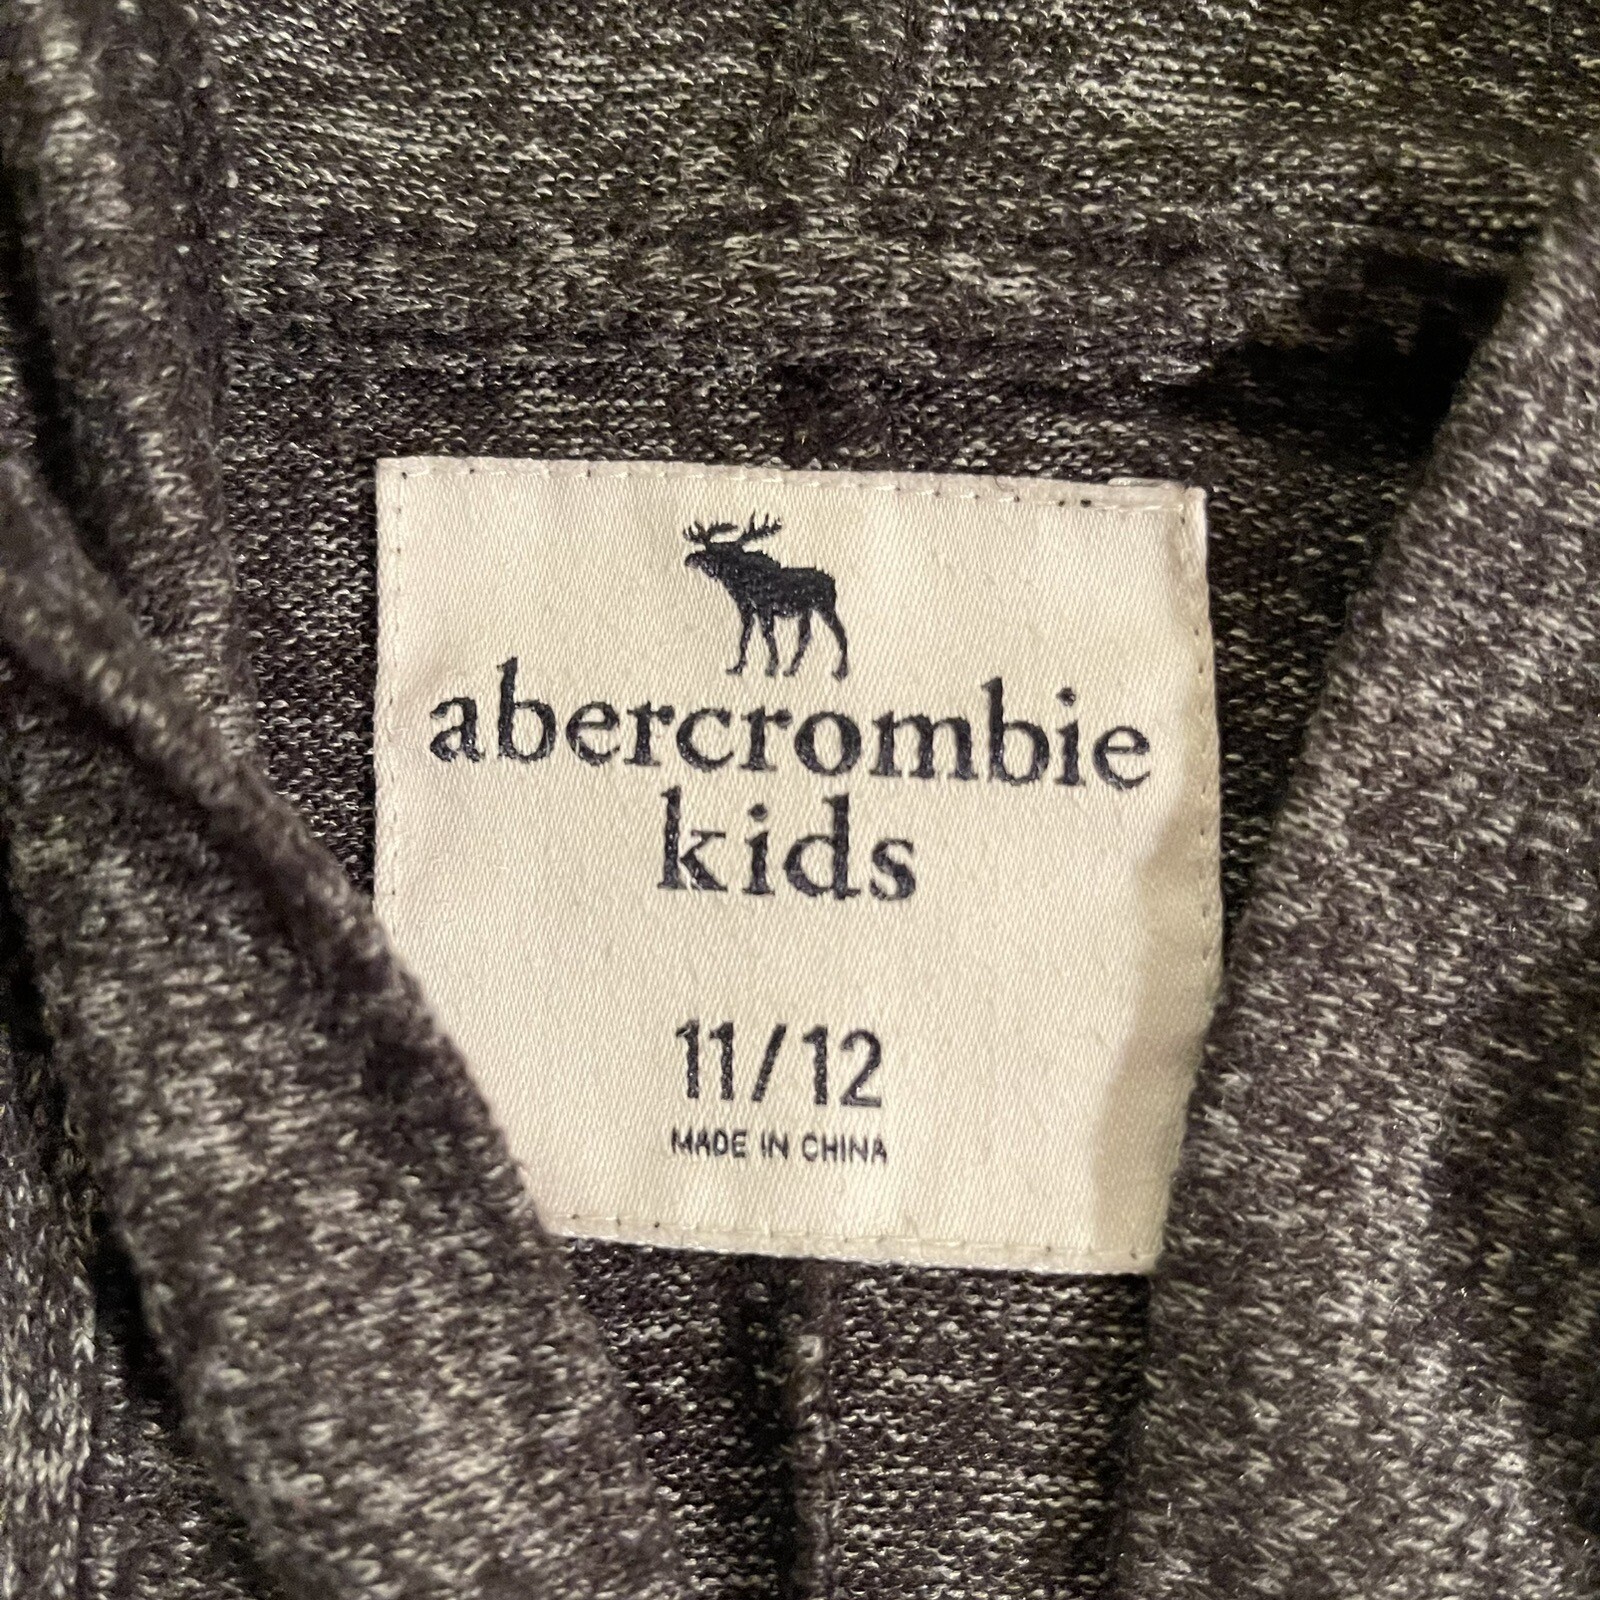 abercrombie
kids
11/12
MADE IN CHINA